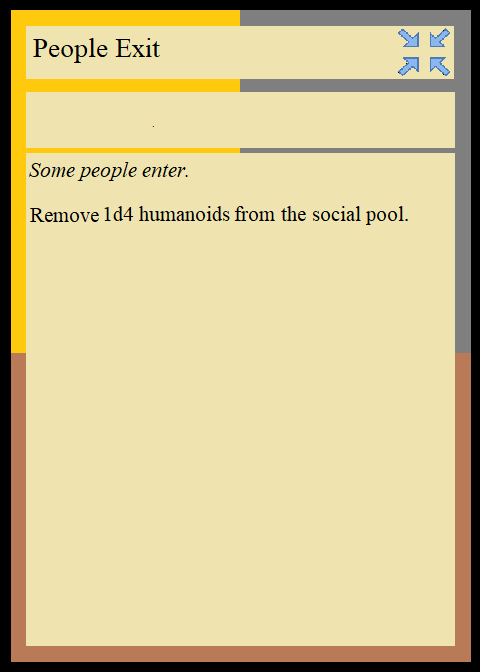 People Exit
Some people enter.
Remove 1d4 humanoids from the social pool.